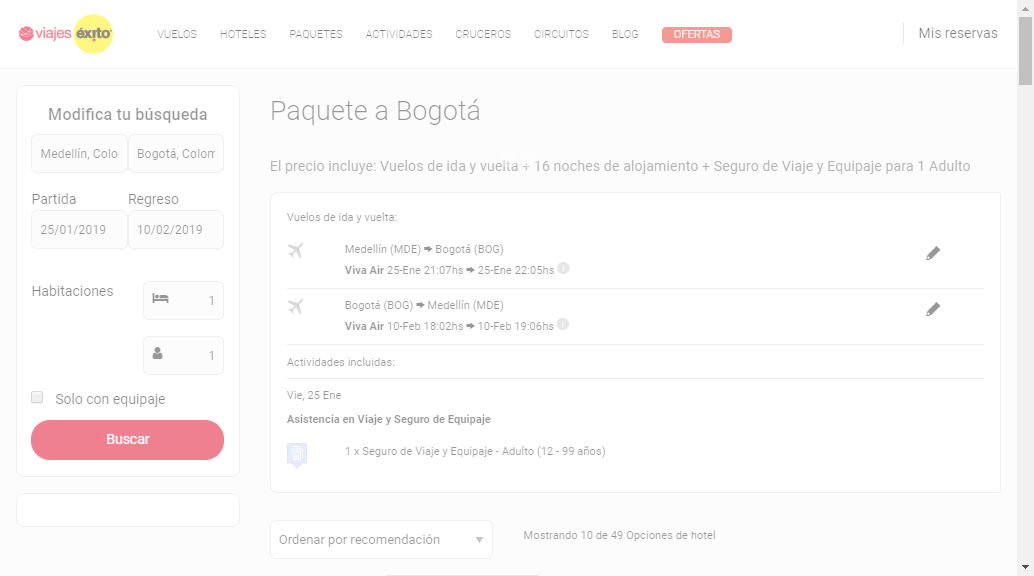 viajes éxito
VUELOS HOTELES PAQUETES ACTIVIDADES CRUCEROS CIRCUITOS BLOG OFERTAS Mis reservas
Modifica tu búsqueda
Medellín, Colo Bogotá, Colom
Partida Regreso
25/01/2019 10/02/2019
Habitaciones 1
1
Solo con equipaje
Buscar
Paquete a Bogotá
El precio incluye: Vuelos de ida y vuelta + 16 noches de alojamiento + Seguro de Viaje y Equipaje para 1 Adulto
Vuelos de ida y vuelta:
Medellín (MDE) ➡ Bogotá (BOG)
Viva Air 25-Ene 21:07hs ➡ 25-Ene 22:05hs
Bogotá (BOG) ➡ Medellín (MDE)
Viva Air 10-Feb 18:02hs ➡ 10-Feb 19:06hs
Actividades incluidas:
Vie, 25 Ene
Asistencia en Viaje y Seguro de Equipaje
1 x Seguro de Viaje y Equipaje - Adulto (12 - 99 años)
Ordenar por recomendación
Mostrando 10 de 49 Opciones de hotel